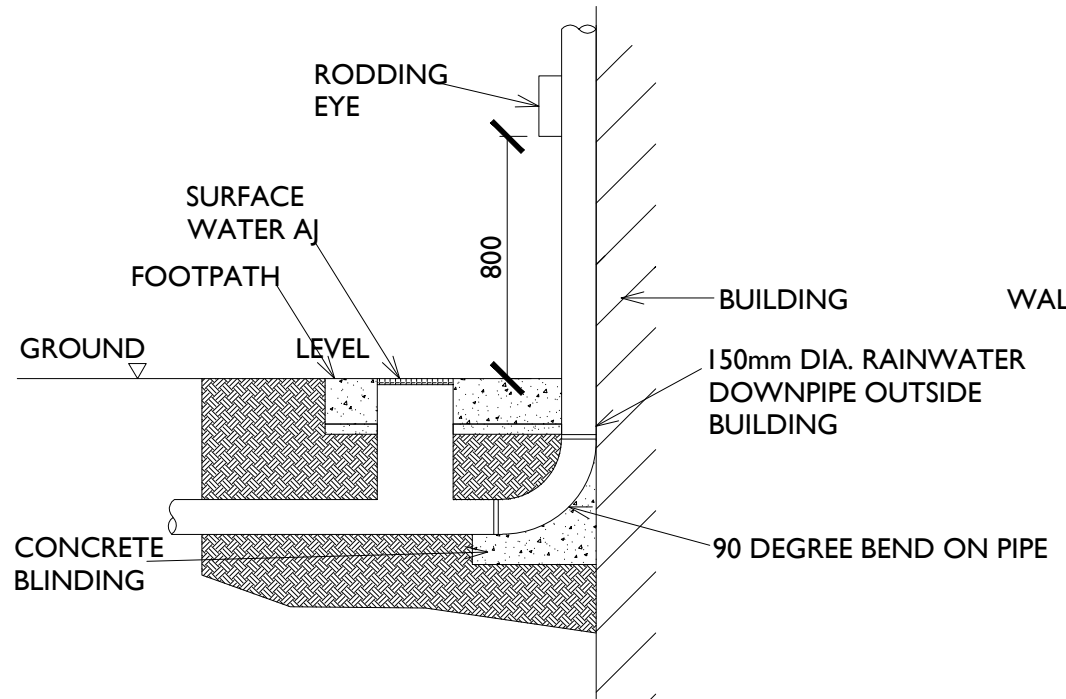 RODDING
EYE
SURFACE
WATER AJ
FOOTPATH
800
BUILDING WAL
GROUND LEVEL
150mm DIA. RAINWATER
DOWNPIPE OUTSIDE
BUILDING
CONCRETE
BLINDING
90 DEGREE BEND ON PIPE